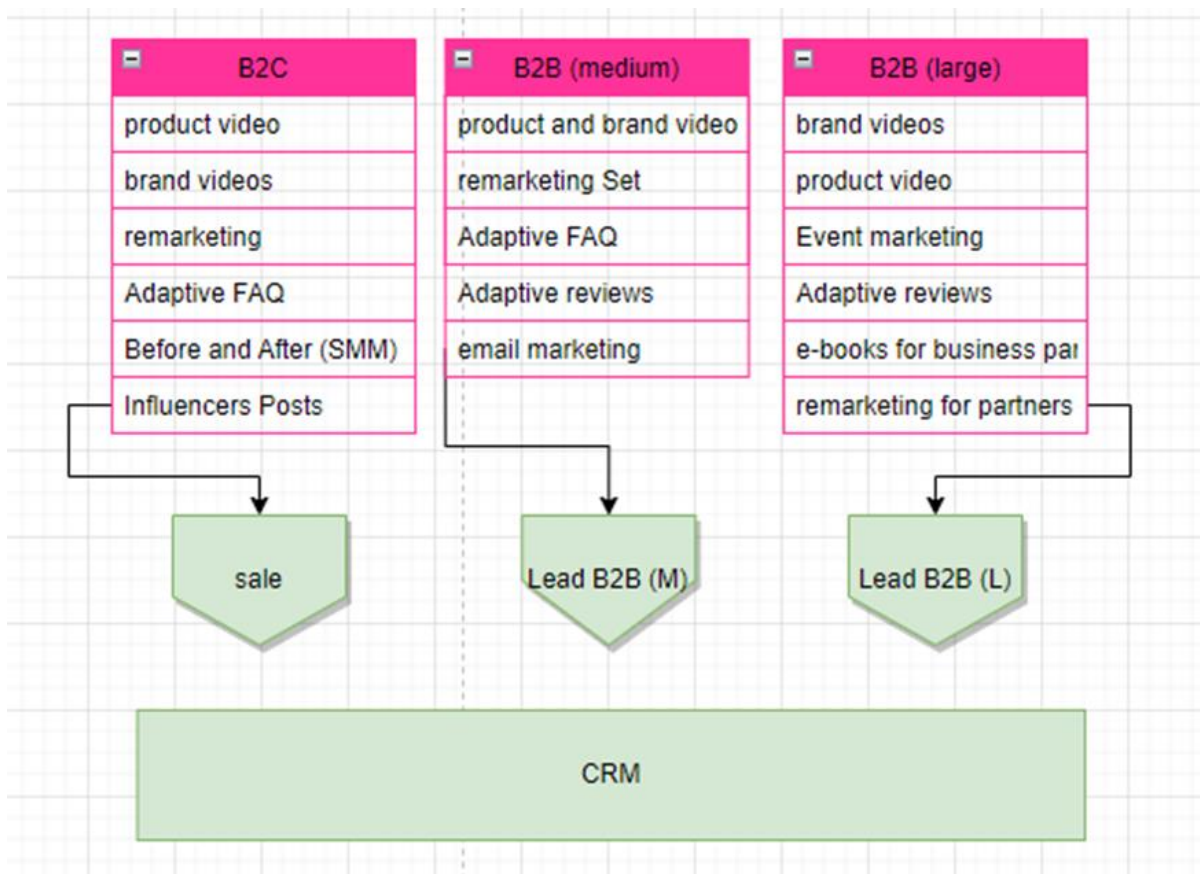 B2C
product video
brand videos
remarketing
Adaptive FAQ
Before and After (SMM)
Influencers Posts
B2B (medium)
product and brand video
remarketing Set
Adaptive FAQ
Adaptive reviews
email marketing
B2B (large)
brand videos
product video
Event marketing
Adaptive reviews
e-books for business
remarketing for partners
sale
Lead B2B (M)
Lead B2B (L)
CRM